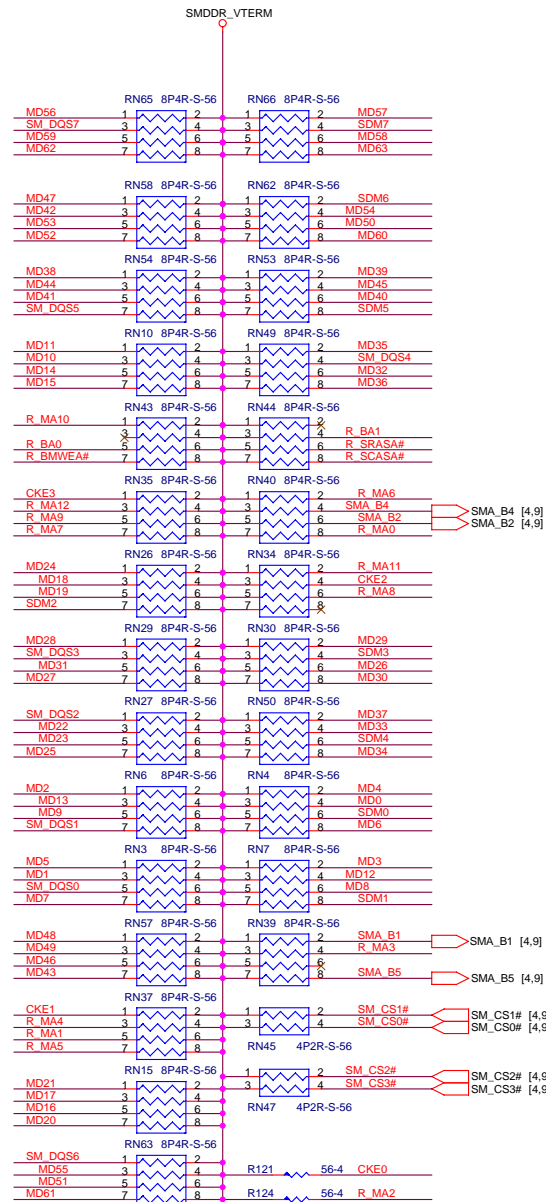 SMDDR_VTERM
RN65 8P4R-S-56 RN66 8P4R-S-56
MD56 1 2 1 2 MD57
SM_DQS7 3 4 3 4 SDM7
MD59 5 6 5 6 MD58
MD62 7 8 7 8 MD63
RN58 8P4R-S-56 RN62 8P4R-S-56
MD47 1 2 1 2 SDM6
MD42 3 4 3 4 MD54
MD53 5 6 5 6 MD50
MD52 7 8 7 8 MD60
RN54 8P4R-S-56 RN53 8P4R-S-56
MD38 1 2 1 2 MD39
MD44 3 4 3 4 MD45
MD41 5 6 5 6 MD40
SM_DQS5 7 8 7 8 SDM5
RN10 8P4R-S-56 RN49 8P4R-S-56
MD11 1 2 1 2 MD35
MD10 3 4 3 4 SM_DQS4
MD14 5 6 5 6 MD32
MD15 7 8 7 8 MD36
RN43 8P4R-S-56 RN44 8P4R-S-56
R_MA10 1 2 1 2
3 4 3 4 R_BA1
R_BA0 5 6 5 6 R_SRASA#
R_BMWEA# 7 8 7 8 R_SCASA#
RN35 8P4R-S-56 RN40 8P4R-S-56
CKE3 1 2 1 2 R_MA6
R_MA12 3 4 3 4 SMA_B4 SMA_B4 [4,9]
R_MA9 5 6 5 6 SMA_B2 SMA_B2 [4,9]
R_MA7 7 8 7 8 R_MA0
RN26 8P4R-S-56 RN34 8P4R-S-56
MD24 1 2 1 2 R_MA11
MD18 3 4 3 4 CKE2
MD19 5 6 5 6 R_MA8
SDM2 7 8 7 8
RN29 8P4R-S-56 RN30 8P4R-S-56
MD28 1 2 1 2 MD29
SM_DQS3 3 4 3 4 SDM3
MD31 5 6 5 6 MD26
MD27 7 8 7 8 MD30
RN27 8P4R-S-56 RN50 8P4R-S-56
SM_DQS2 1 2 1 2 MD37
MD22 3 4 3 4 MD33
MD23 5 6 5 6 SDM4
MD25 7 8 7 8 MD34
RN6 8P4R-S-56 RN4 8P4R-S-56
MD2 1 2 1 2 MD4
MD13 3 4 3 4 MD0
MD9 5 6 5 6 SDM0
SM_DQS1 7 8 7 8 MD6
RN3 8P4R-S-56 RN7 8P4R-S-56
MD5 1 2 1 2 MD3
MD1 3 4 3 4 MD12
SM_DQS0 5 6 5 6 MD8
MD7 7 8 7 8 SDM1
RN57 8P4R-S-56 RN39 8P4R-S-56
MD48 1 2 1 2 SMA_B1 SMA_B1 [4,9]
MD49 3 4 3 4 R_MA3
MD46 5 6 5 6
MD43 7 8 7 8 SMA_B5 SMA_B5 [4,9]
RN37 8P4R-S-56
CKE1 1 2 1 2 SM_CS1# SM_CS1# [4,9
R_MA4 3 4 3 4 SM_CS0# SM_CS0# [4,9
R_MA1 5 6
R_MA5 7 8 RN45 4P2R-S-56
RN15 8P4R-S-56
1 2 SM_CS2# SM_CS2# [4,9
MD21 1 2 3 4 SM_CS3# SM_CS3# [4,9
MD17 3 4
MD16 5 6 RN47 4P2R-S-56
MD20 7 8
RN63 8P4R-S-56
SM_DQS6 1 2
MD55 3 4 R121 56-4 CKE0
MD51 5 6
MD61 7 8 R124 56-4 R_MA2